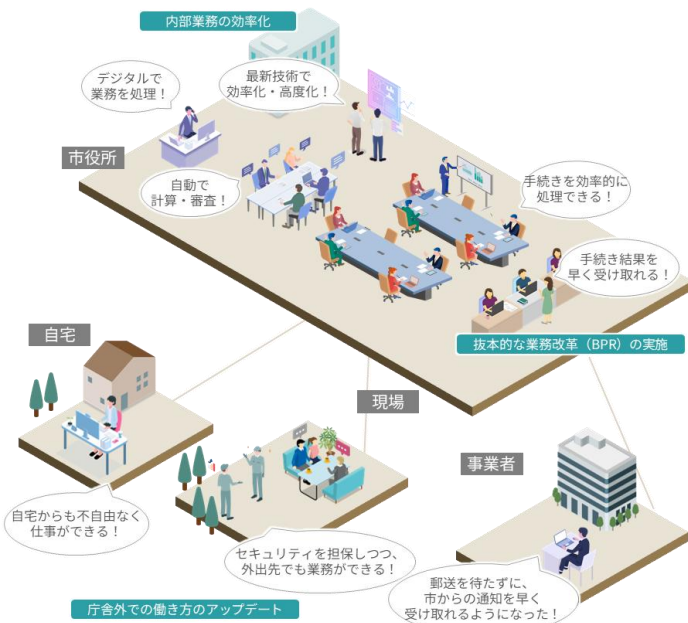 内部業務の効率化
デジタルで
業務を処理！
最新技術で
効率化・高度化！
市役所
自動で
計算・審査！
手続きを効率的に
処理できる！
手続き結果を
早く受け取れる！
抜本的な業務改革（BPR）の実施
自宅
現場
事業者
自宅からも不自由なく
仕事ができる！
セキュリティを担保しつつ、
外出先でも業務ができる！
郵送を待たずに、
市からの通知を早く
受け取れるようになった！
庁舎外での働き方のアップデート